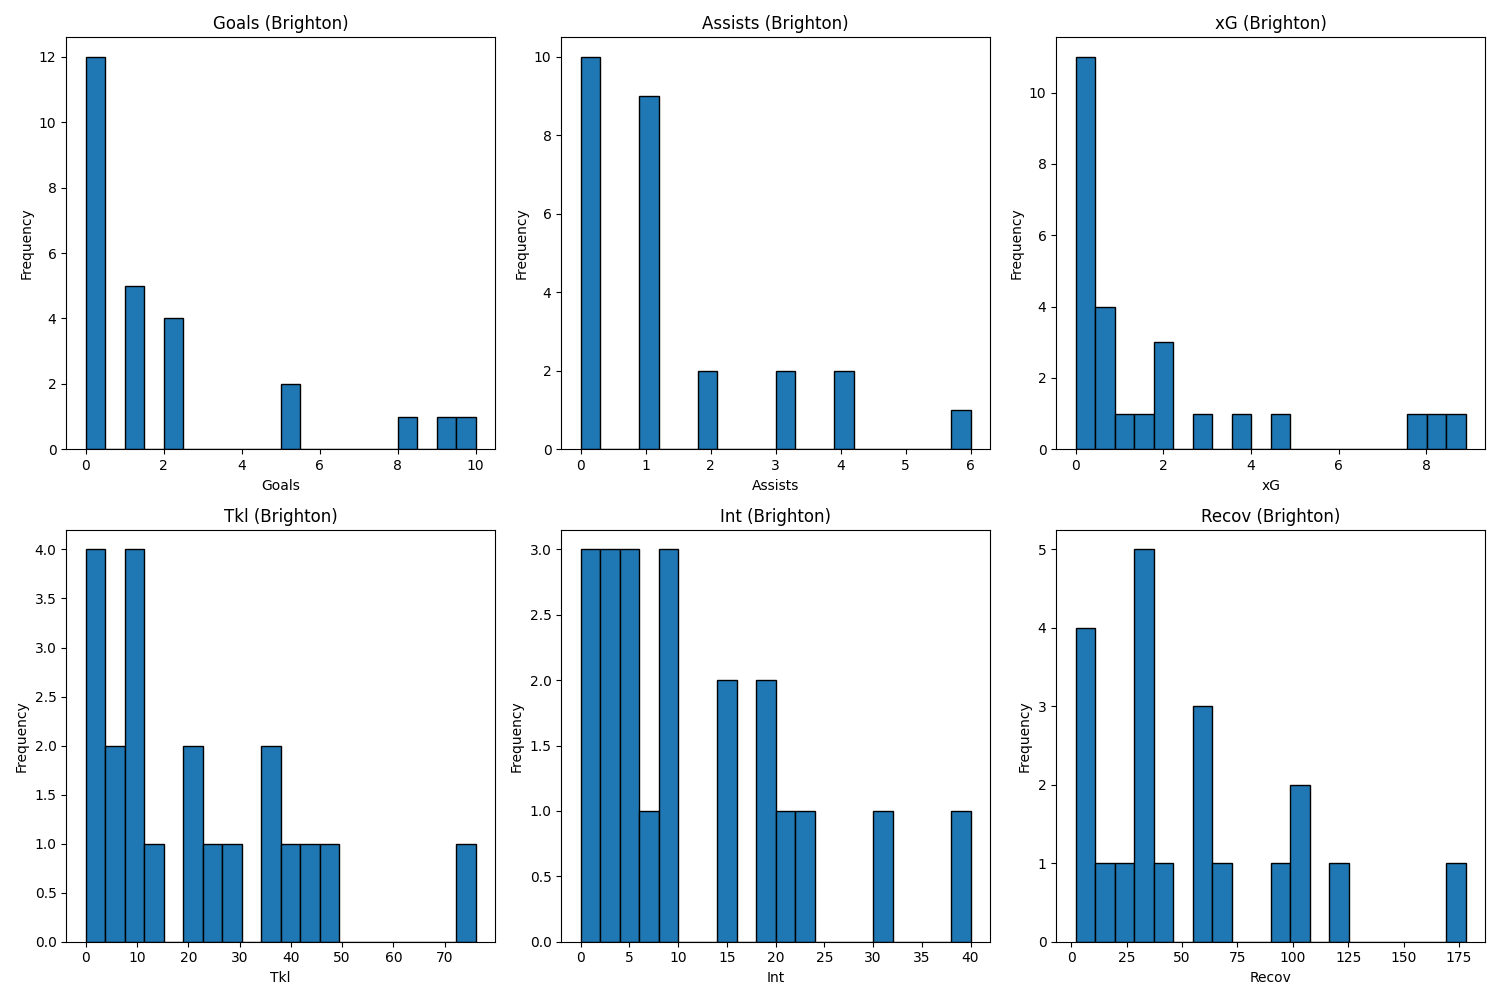 Goals (Brighton)
Frequency
12
10
8
6
4
2
0
0 2 4 6 8 10
Goals
Assists (Brighton)
Frequency
10
8
6
4
2
0
0 1 2 3 4 5 6
Assists
xG (Brighton)
Frequency
10
8
6
4
2
0
0 2 4 6 8
xG
Tkl (Brighton)
Frequency
4.0
3.5
3.0
2.5
2.0
1.5
1.0
0.5
0.0
0 10 20 30 40 50 60 70
Tkl
Int (Brighton)
Frequency
3.0
2.5
2.0
1.5
1.0
0.5
0.0
0 5 10 15 20 25 30 35 40
Int
Recov (Brighton)
Frequency
5
4
3
2
1
0
0 25 50 75 100 125 150 175
Recov